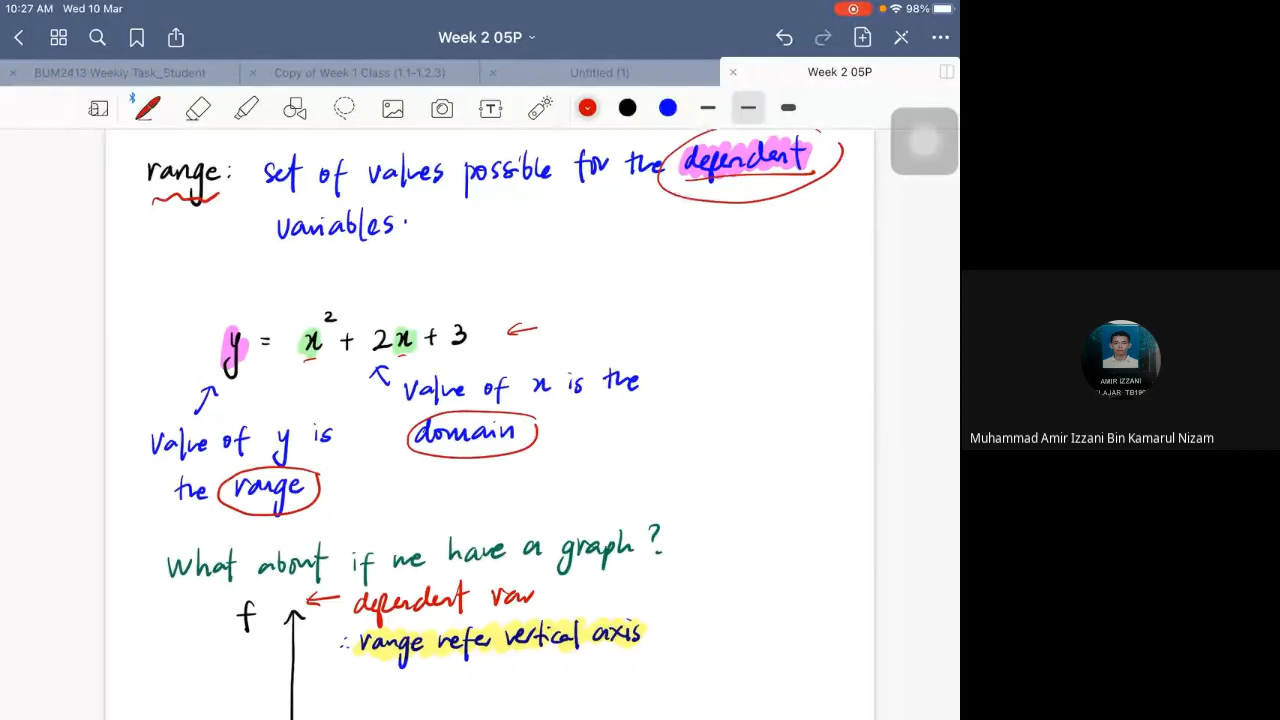 10:27 AM Wed 10 Mar
98%
Week 2 05P
BUM2413 Weekly Task_Student
Copy of Week 1 Class (1.1-1.2.3)
Untitled (1)
Week 2 05P
T
range: set of values possible for the dependent
variables.
y = x² + 2x + 3
value of x is the
domain
value of y is
the range
What about if we have a graph?
f
dependent var
∴ range refer vertical axis
AMIR IZZANI
Muhammad Amir Izzani Bin Kamarul Nizam